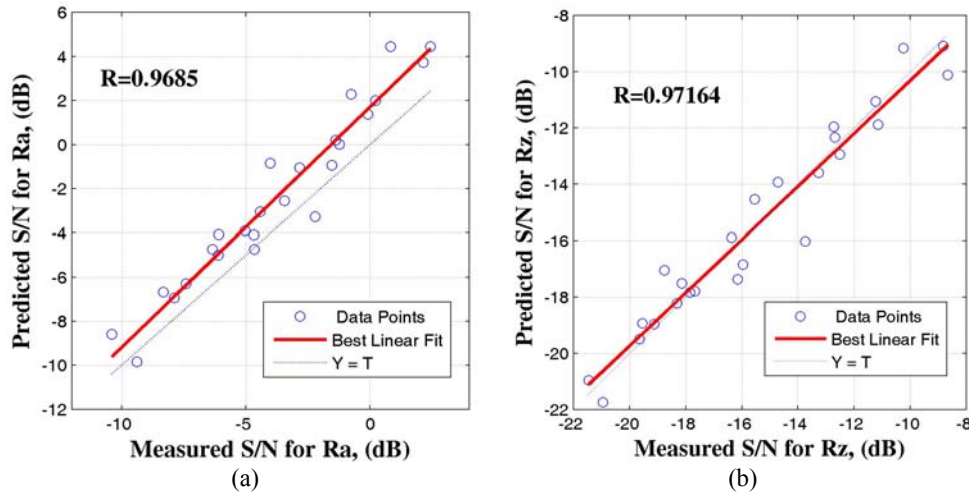 Predicted S/N for Ra, (dB)
6
4
2
0
-2
-4
-6
-8
-10
-12
R=0.9685
Data Points
Best Linear Fit
Y = T
-10
-5
0
Measured S/N for Ra, (dB)
(a)
Predicted S/N for Rz, (dB)
-8
-10
-12
-14
-16
-18
-20
-22
R=0.97164
Data Points
Best Linear Fit
Y = T
-22
-20
-18
-16
-14
-12
-10
-8
Measured S/N for Rz, (dB)
(b)